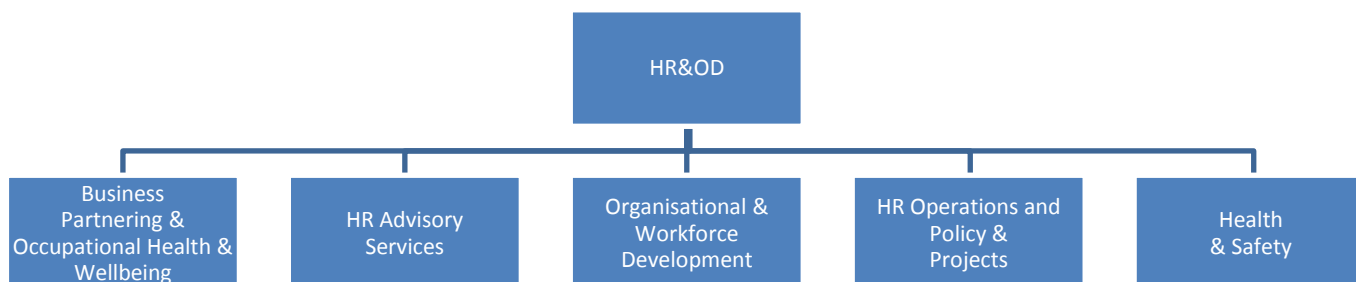 HR&OD
Business
Partnering &
Occupational Health &
Wellbeing
HR Advisory
Services
Organisational &
Workforce
Development
HR Operations and
Policy &
Projects
Health
& Safety